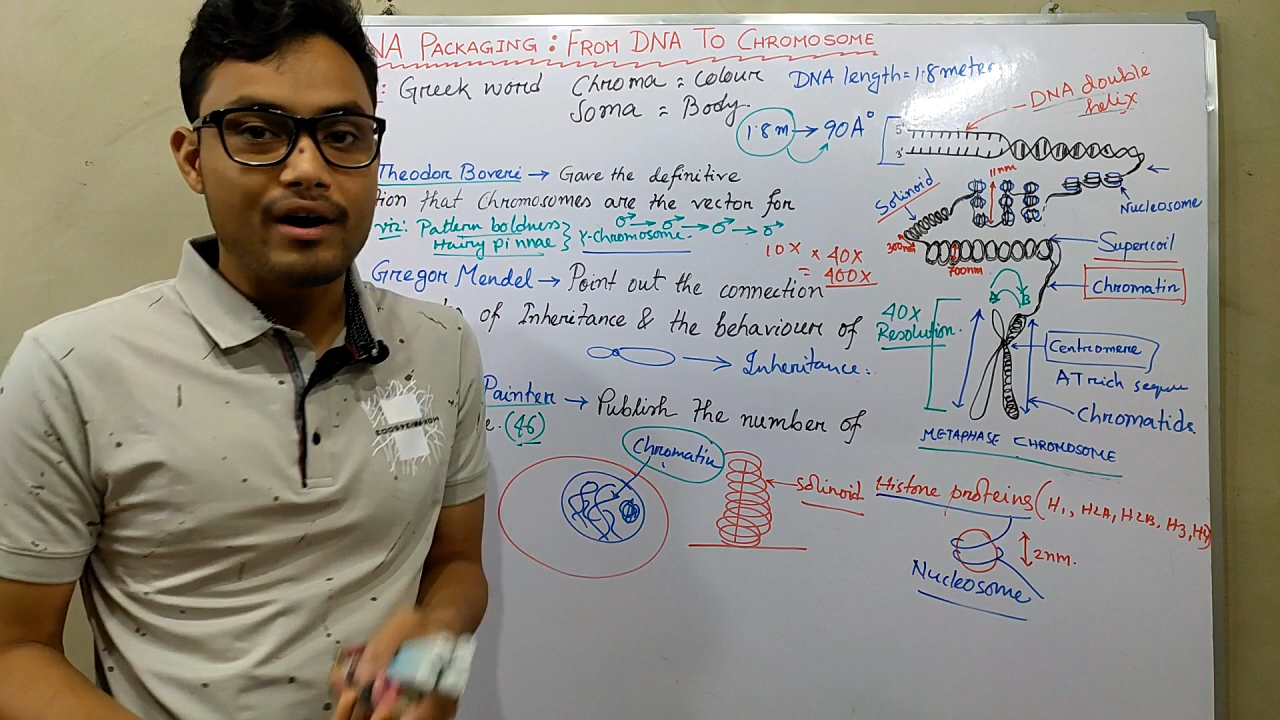 NA PACKAGING : FROM DNA TO CHROMOSOME
: Greek word Chroma = Colour
Soma = Body.
DNA length = 1.8 meter
1.8m → 90A°
DNA double helix
5'
3'
Theodor Boveri → Gave the definitive
tion that Chromosomes are the vector for
viz: Pattern boldness
Hairy pinnae } Y-chromosome.
♂ → ♂ → ♂ → ♂
10X × 40X
= 400X
Gregor Mendel → Point out the connection
of Inheritance & the behaviour of
→ Inheritance.
Painter → Publish the number of
e. (46)
11nm
Nucleosome
Solinoid
300nm
700nm
Supercoil
Chromatin
40X
Resolution.
Centromere
AT rich seque
Chromatids
METAPHASE CHROMOSOME
Chromatin
Solinoid
Histone proteins (H1, H2A, H2B, H3, H4)
2nm.
Nucleosome